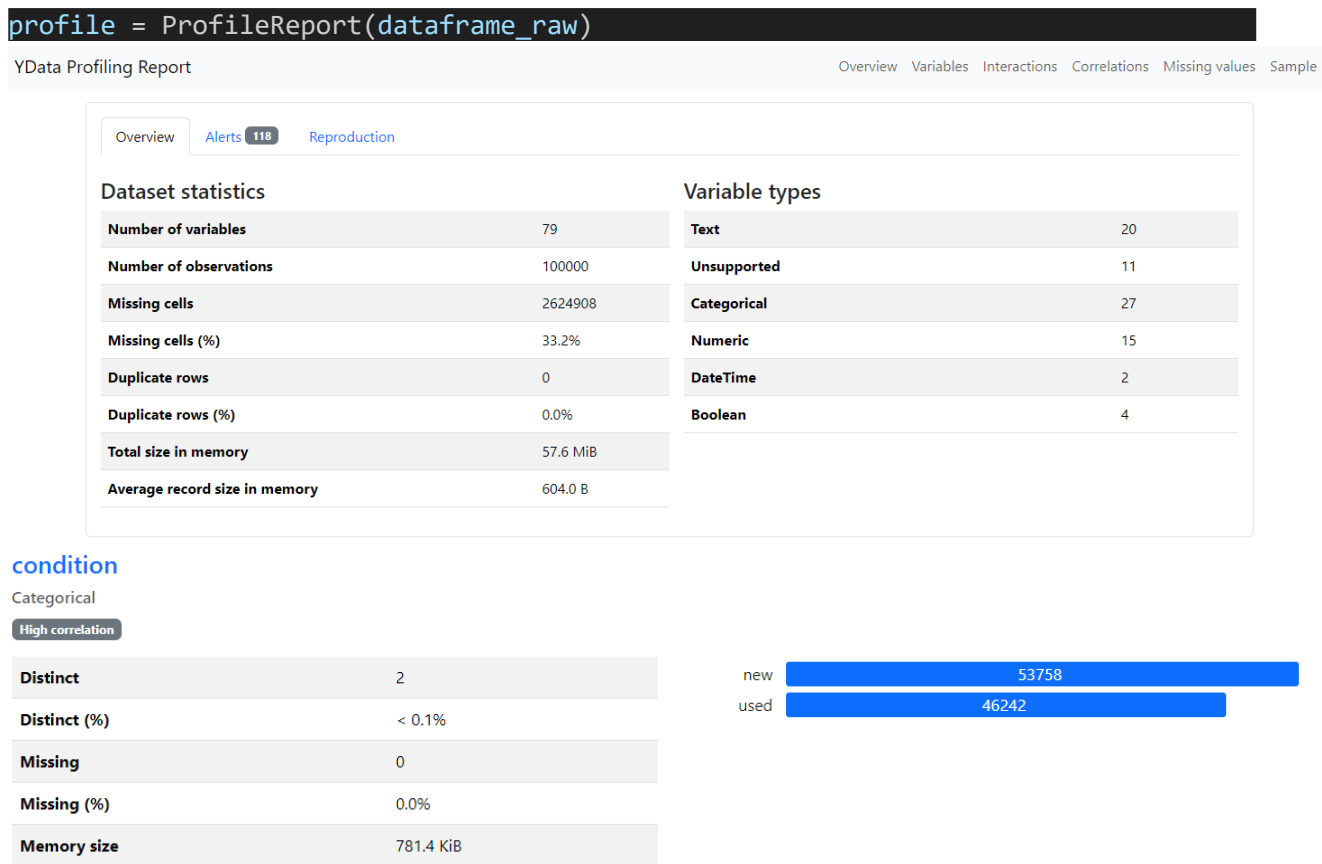 profile = ProfileReport(dataframe_raw)
YData Profiling Report
Overview Variables Interactions Correlations Missing values Sample
Overview Alerts 118 Reproduction
Dataset statistics
Number of variables 79
Number of observations 100000
Missing cells 2624908
Missing cells (%) 33.2%
Duplicate rows 0
Duplicate rows (%) 0.0%
Total size in memory 57.6 MiB
Average record size in memory 604.0 B
Variable types
Text 20
Unsupported 11
Categorical 27
Numeric 15
DateTime 2
Boolean 4
condition
Categorical
High correlation
Distinct 2
Distinct (%) < 0.1%
Missing 0
Missing (%) 0.0%
Memory size 781.4 KiB
new 53758
used 46242